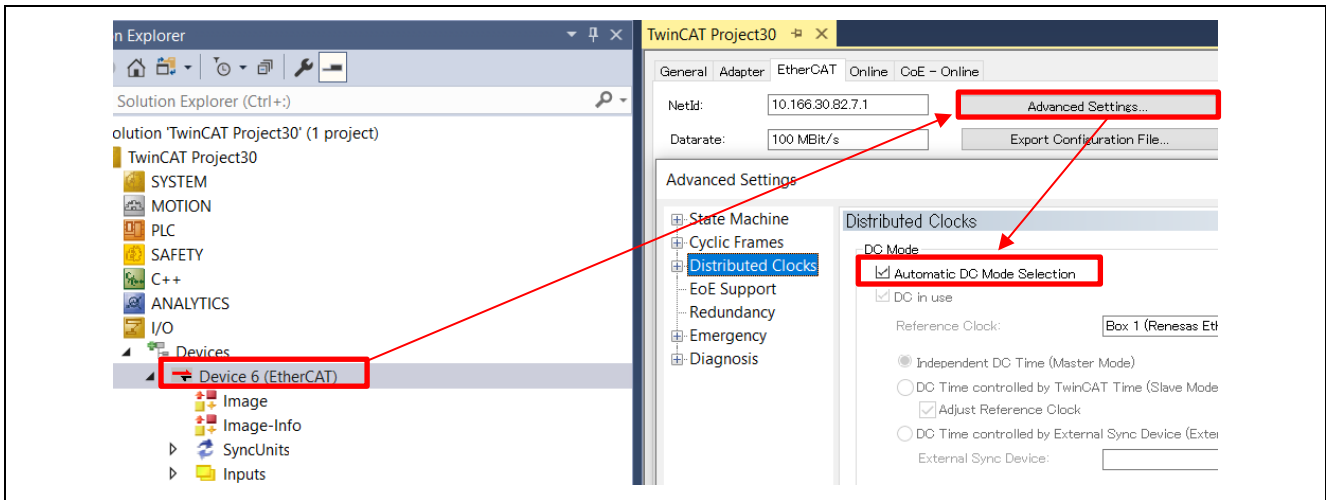 n Explorer
Solution Explorer (Ctrl+:)
olution 'TwinCAT Project30' (1 project)
TwinCAT Project30
SYSTEM
MOTION
PLC
SAFETY
C++
ANALYTICS
I/O
Devices
Device 6 (EtherCAT)
Image
Image-Info
SyncUnits
Inputs
TwinCAT Project30
General Adapter EtherCAT Online CoE - Online
NetId: 10.166.30.82.7.1 Advanced Settings...
Datarate: 100 MBit/s Export Configuration File...
Advanced Settings
State Machine
Cyclic Frames
Distributed Clocks
EoE Support
Redundancy
Emergency
Diagnosis
Distributed Clocks
DC Mode
Automatic DC Mode Selection
DC in use
Reference Clock: Box 1 (Renesas Eth
Independent DC Time (Master Mode)
DC Time controlled by TwinCAT Time (Slave Mode
Adjust Reference Clock
DC Time controlled by External Sync Device (Exter
External Sync Device: